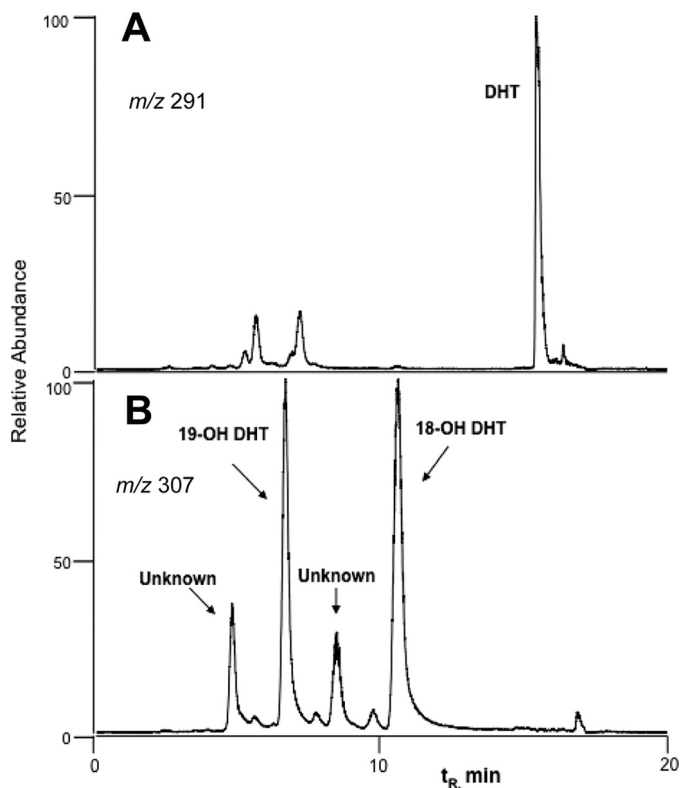 100
A
m/z 291
DHT
50
0
Relative Abundance
100
B
19-OH DHT
18-OH DHT
m/z 307
Unknown
Unknown
50
0
0
10
20
tR, min